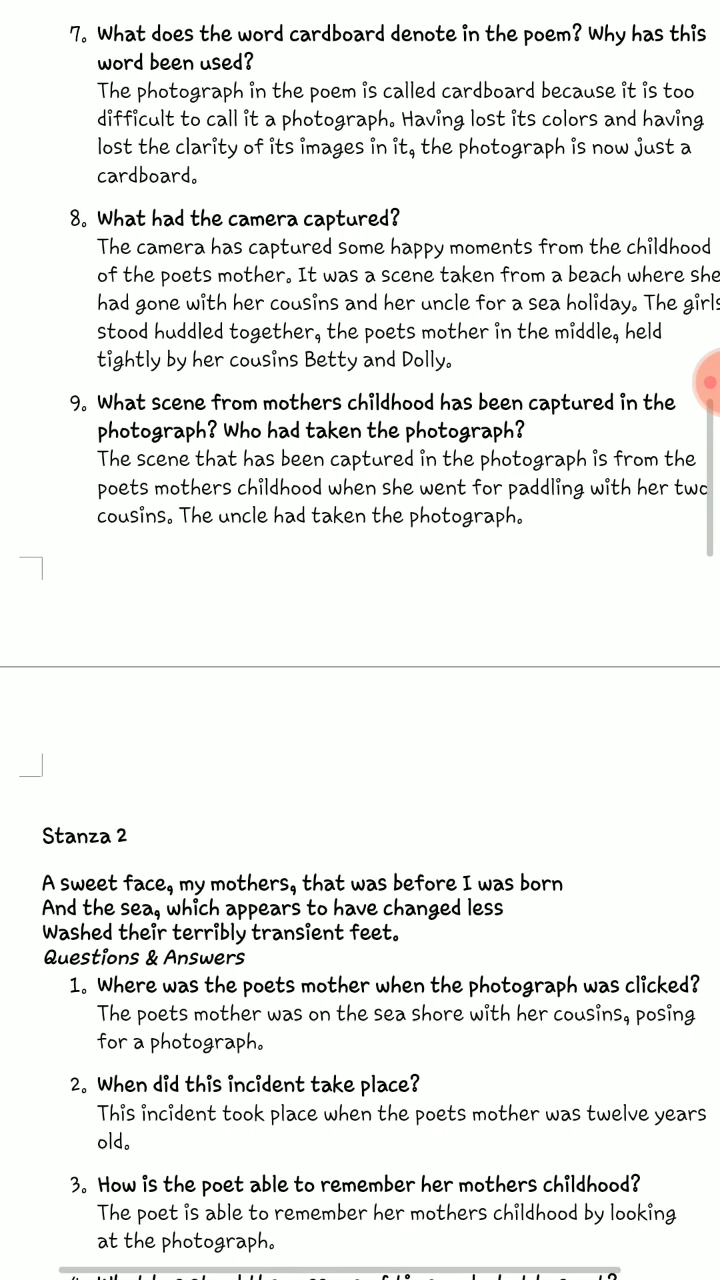 7. What does the word cardboard denote in the poem? Why has this
word been used?
The photograph in the poem is called cardboard because it is too
difficult to call it a photograph. Having lost its colors and having
lost the clarity of its images in it, the photograph is now just a
cardboard.
8. What had the camera captured?
The camera has captured some happy moments from the childhood
of the poets mother. It was a scene taken from a beach where she
had gone with her cousins and her uncle for a sea holiday. The girls
stood huddled together, the poets mother in the middle, held
tightly by her cousins Betty and Dolly.
9. What scene from mothers childhood has been captured in the
photograph? Who had taken the photograph?
The scene that has been captured in the photograph is from the
poets mothers childhood when she went for paddling with her two
cousins. The uncle had taken the photograph.
Stanza 2
A sweet face, my mothers, that was before I was born
And the sea, which appears to have changed less
Washed their terribly transient feet.
Questions & Answers
1. Where was the poets mother when the photograph was clicked?
The poets mother was on the sea shore with her cousins, posing
for a photograph.
2. When did this incident take place?
This incident took place when the poets mother was twelve years
old.
3. How is the poet able to remember her mothers childhood?
The poet is able to remember her mothers childhood by looking
at the photograph.